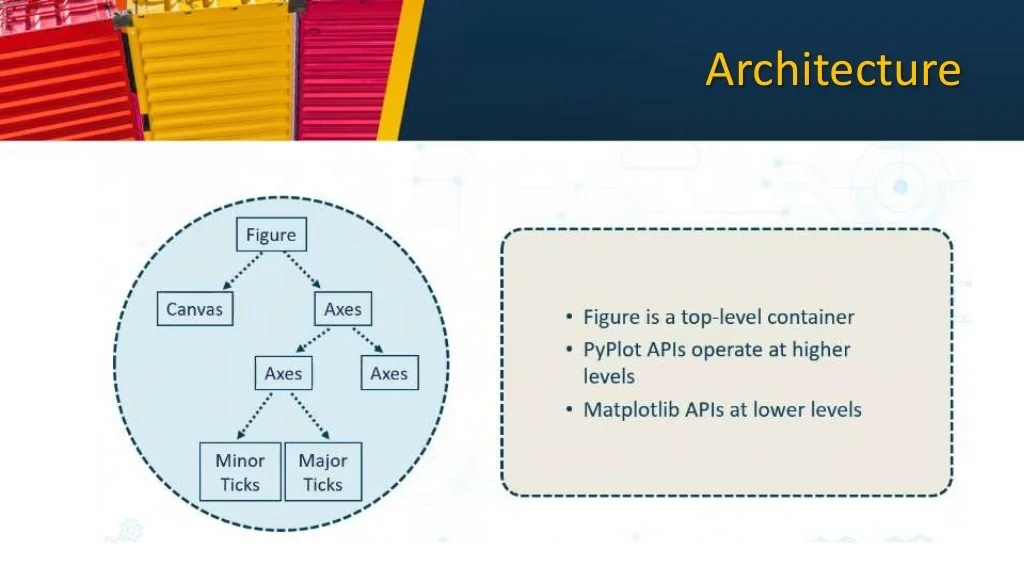 Architecture
Figure
Canvas
Axes
Axes
Axes
Minor
Ticks
Major
Ticks
• Figure is a top-level container
• PyPlot APIs operate at higher
levels
• Matplotlib APIs at lower levels